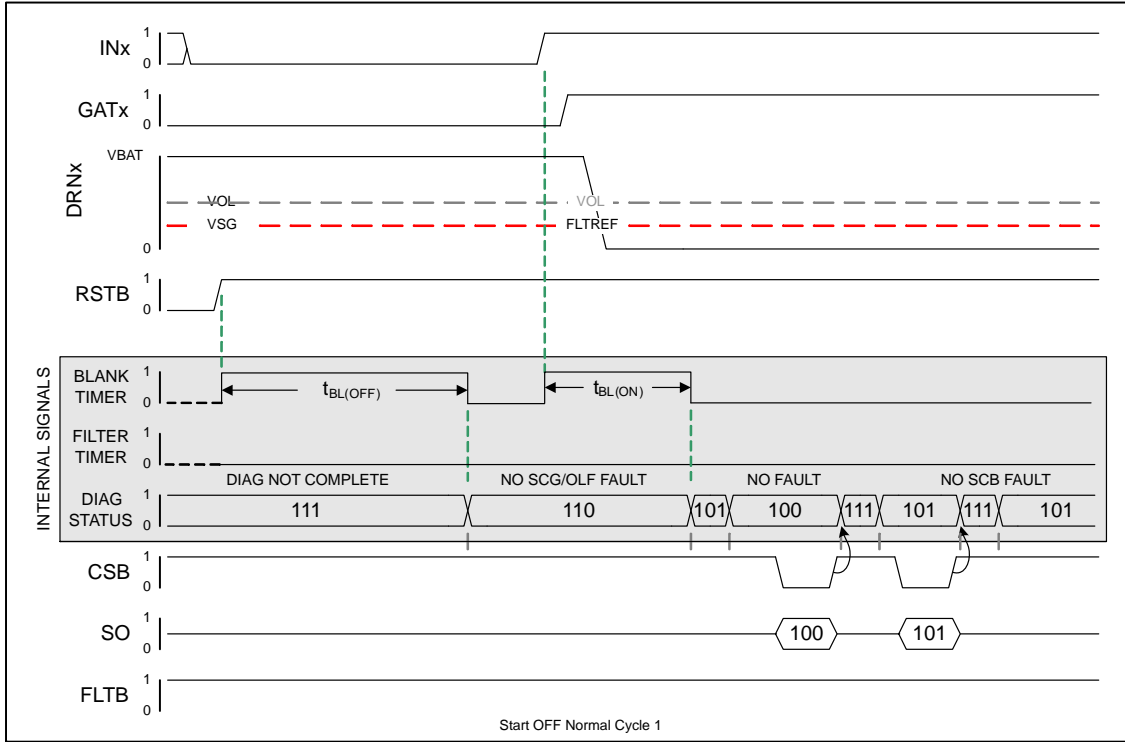 INx
1
0
GATx
1
0
DRNx
VBAT
0
VOL
VOL
VSG
FLTREF
RSTB
1
0
INTERNAL SIGNALS
BLANK
TIMER
1
0
tBL(OFF)
tBL(ON)
FILTER
TIMER
1
0
DIAG NOT COMPLETE
NO SCG/OLF FAULT
NO FAULT
NO SCB FAULT
DIAG
STATUS
1
0
111
110
101
100
111
101
111
101
CSB
1
0
SO
1
0
100
101
FLTB
1
0
Start OFF Normal Cycle 1